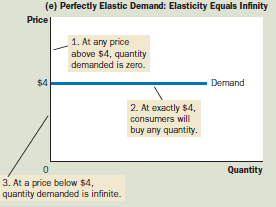 (e) Perfectly Elastic Demand: Elasticity Equals Infinity
Price
1. At any price
above $4, quantity
demanded is zero.
$4
Demand
2. At exactly $4,
consumers will
buy any quantity.
0
Quantity
3. At a price below $4,
quantity demanded is infinite.